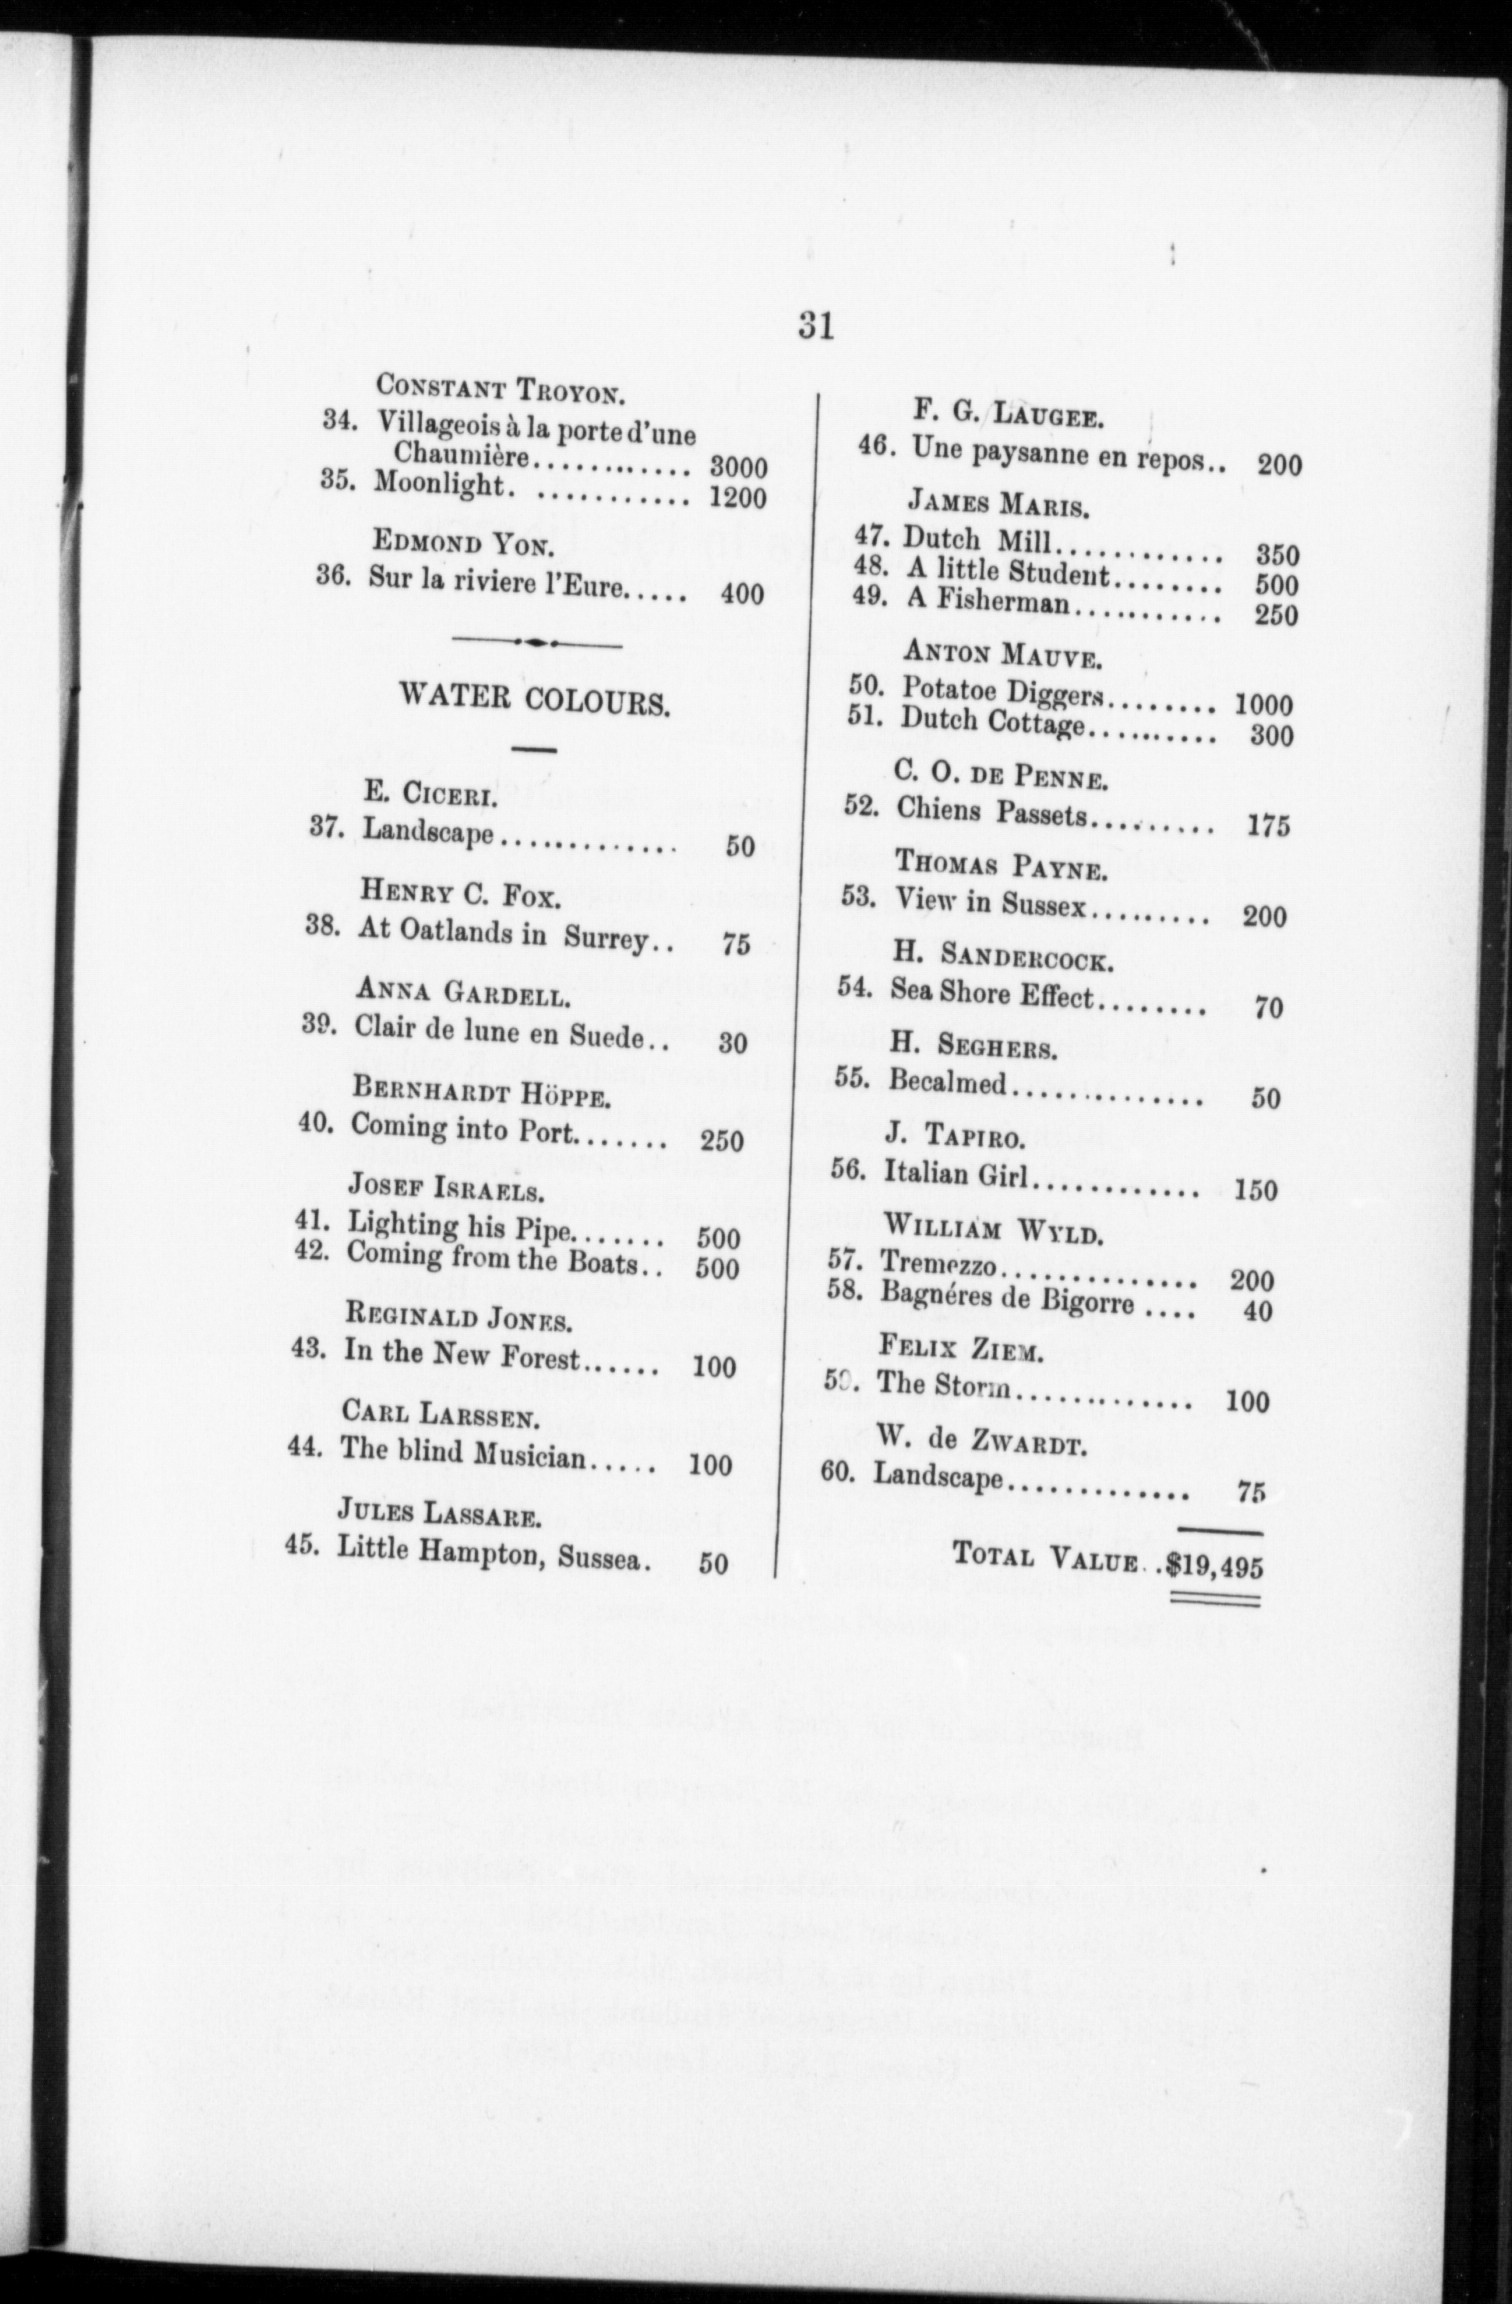 31
CONSTANT TROYON.
34. Villageois à la porte d'une
Chaumière............ 3000
35. Moonlight. ........... 1200
EDMOND YON.
36. Sur la riviere l'Eure..... 400
WATER COLOURS.
E. CICERI.
37. Landscape............. 50
HENRY C. FOX.
38. At Oatlands in Surrey.. 75
ANNA GARDELL.
39. Clair de lune en Suede.. 30
BERNHARDT HÖPPE.
40. Coming into Port....... 250
JOSEF ISRAELS.
41. Lighting his Pipe....... 500
42. Coming from the Boats.. 500
REGINALD JONES.
43. In the New Forest...... 100
CARL LARSSEN.
44. The blind Musician..... 100
JULES LASSARE.
45. Little Hampton, Sussea. 50
F. G. LAUGEE.
46. Une paysanne en repos.. 200
JAMES MARIS.
47. Dutch Mill............ 350
48. A little Student........ 500
49. A Fisherman........... 250
ANTON MAUVE.
50. Potatoe Diggers........ 1000
51. Dutch Cottage.......... 300
C. O. DE PENNE.
52. Chiens Passets......... 175
THOMAS PAYNE.
53. View in Sussex......... 200
H. SANDERCOCK.
54. Sea Shore Effect........ 70
H. SEGHERS.
55. Becalmed.............. 50
J. TAPIRO.
56. Italian Girl............ 150
WILLIAM WYLD.
57. Tremezzo.............. 200
58. Bagnéres de Bigorre .... 40
FELIX ZIEM.
59. The Storm............. 100
W. de ZWARDT.
60. Landscape............. 75
TOTAL VALUE..$19,495